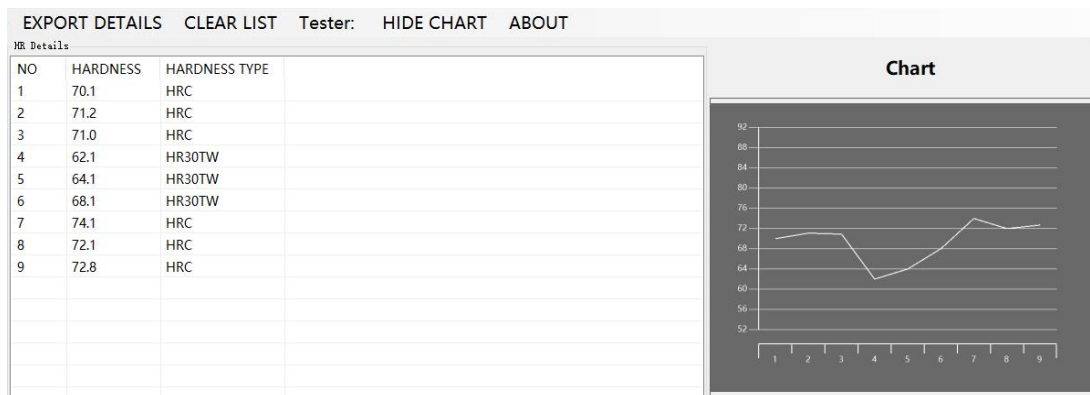 EXPORT DETAILS CLEAR LIST Tester: HIDE CHART ABOUT
HR Details
NO HARDNESS HARDNESS TYPE
1 70.1 HRC
2 71.2 HRC
3 71.0 HRC
4 62.1 HR30TW
5 64.1 HR30TW
6 68.1 HR30TW
7 74.1 HRC
8 72.1 HRC
9 72.8 HRC
Chart
92
88
84
80
76
72
68
64
60
56
52
1 2 3 4 5 6 7 8 9